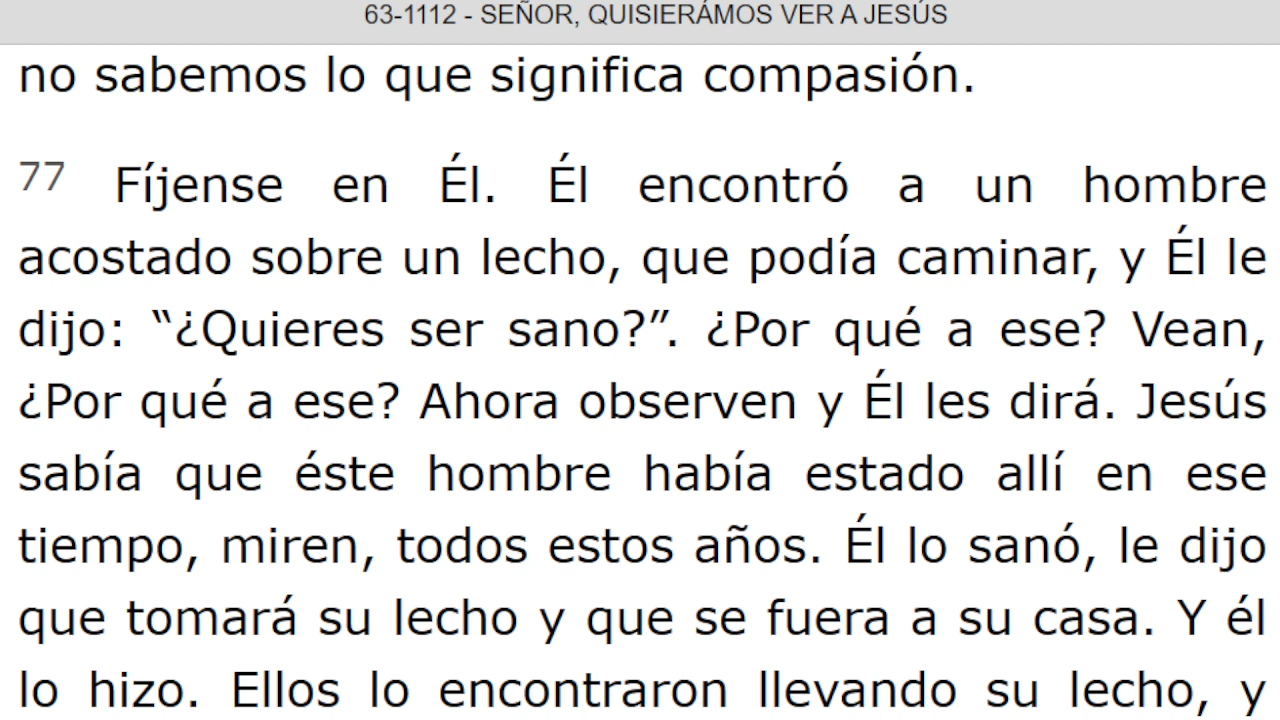 63-1112 - SEÑOR, QUISIERÁMOS VER A JESÚS
no sabemos lo que significa compasión.
77 Fíjense en Él. Él encontró a un hombre
acostado sobre un lecho, que podía caminar, y Él le
dijo: “¿Quieres ser sano?”. ¿Por qué a ese? Vean,
¿Por qué a ese? Ahora observen y Él les dirá. Jesús
sabía que éste hombre había estado allí en ese
tiempo, miren, todos estos años. Él lo sanó, le dijo
que tomará su lecho y que se fuera a su casa. Y él
lo hizo. Ellos lo encontraron llevando su lecho, y